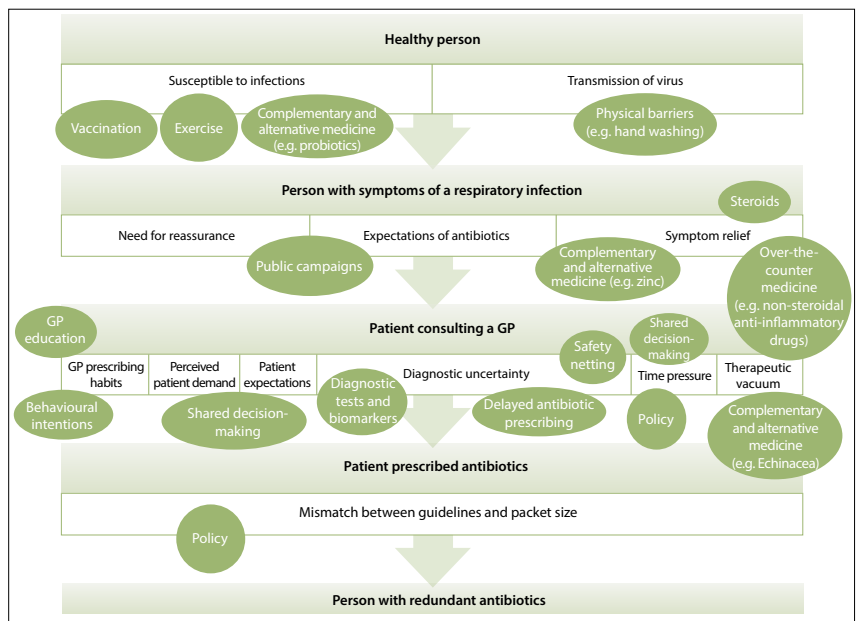 Healthy person
Susceptible to infections
Transmission of virus
Vaccination
Exercise
Complementary and
alternative medicine
(e.g. probiotics)
Physical barriers
(e.g. hand washing)
Person with symptoms of a respiratory infection
Steroids
Need for reassurance
Expectations of antibiotics
Symptom relief
Public campaigns
Complementary
and alternative
medicine (e.g. zinc)
Over-the-
counter
medicine
(e.g. non-steroidal
anti-inflammatory
drugs)
GP
education
Patient consulting a GP
Safety
netting
Shared
decision-
making
GP prescribing
habits
Perceived
patient demand
Patient
expectations
Diagnostic uncertainty
Time pressure
Therapeutic
vacuum
Behavioural
intentions
Shared decision-
making
Diagnostic
tests and
biomarkers
Delayed antibiotic
prescribing
Policy
Complementary
and alternative
medicine
(e.g. Echinacea)
Patient prescribed antibiotics
Mismatch between guidelines and packet size
Policy
Person with redundant antibiotics